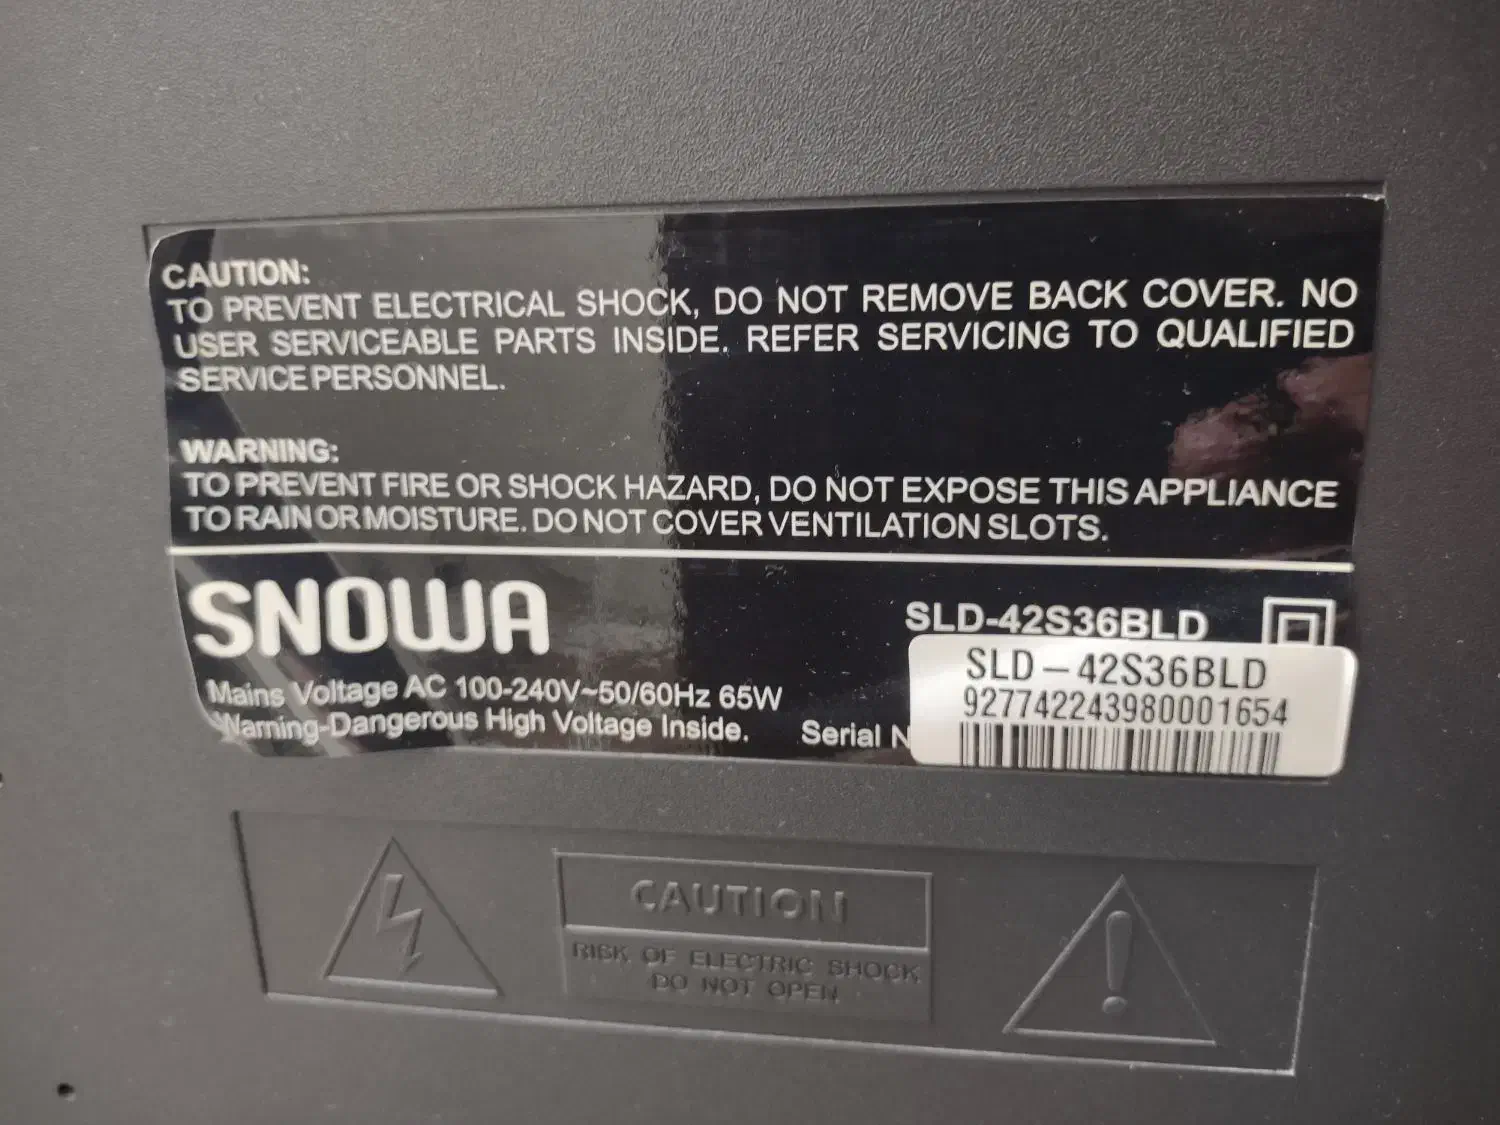 CAUTION:
TO PREVENT ELECTRICAL SHOCK, DO NOT REMOVE BACK COVER. NO
USER SERVICEABLE PARTS INSIDE. REFER SERVICING TO QUALIFIED
SERVICE PERSONNEL.
WARNING:
TO PREVENT FIRE OR SHOCK HAZARD, DO NOT EXPOSE THIS APPLIANCE
TO RAIN OR MOISTURE. DO NOT COVER VENTILATION SLOTS.
SNOWA
SLD-42S36BLD
SLD-42S36BLD
927742243980001654
Mains Voltage AC 100-240V~50/60Hz 65W
Warning-Dangerous High Voltage Inside.
Serial N
CAUTION
RISK OF ELECTRIC SHOCK
DO NOT OPEN